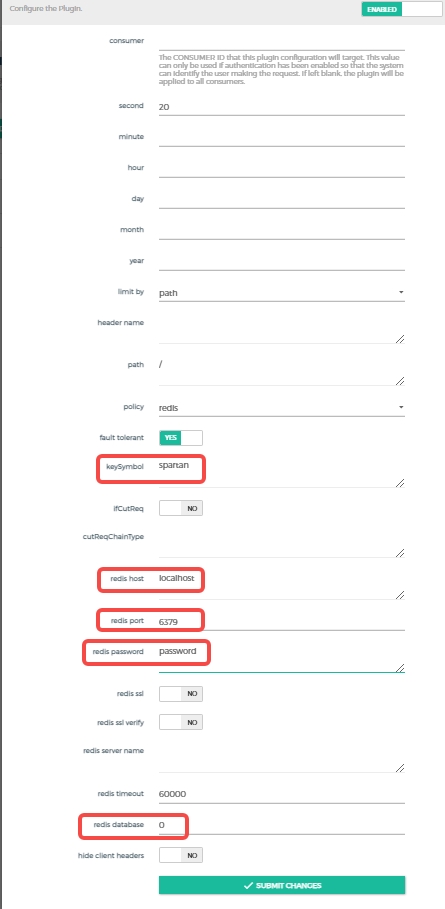 Configure the Plugin.
ENABLED
consumer
The CONSUMER ID that this plugin configuration will target. This value
can only be used if authentication has been enabled so that the system
can identify the user making the request. If left blank, the plugin will be
applied to all consumers.
second 20
minute
hour
day
month
year
limit by path
header name
path /
policy redis
fault tolerant YES
keySymbol spartan
ifCutReq NO
cutReqChainType
redis host localhost
redis port 6379
redis password password
redis ssl NO
redis ssl verify NO
redis server name
redis timeout 60000
redis database 0
hide client headers NO
SUBMIT CHANGES